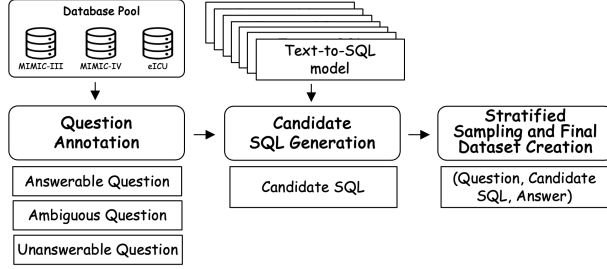 Database Pool
MIMIC-III MIMIC-IV eICU
Text-to-SQL
model
Question
Annotation
Candidate
SQL Generation
Stratified
Sampling and Final
Dataset Creation
Answerable Question
Ambiguous Question
Unanswerable Question
Candidate SQL
(Question, Candidate
SQL, Answer)